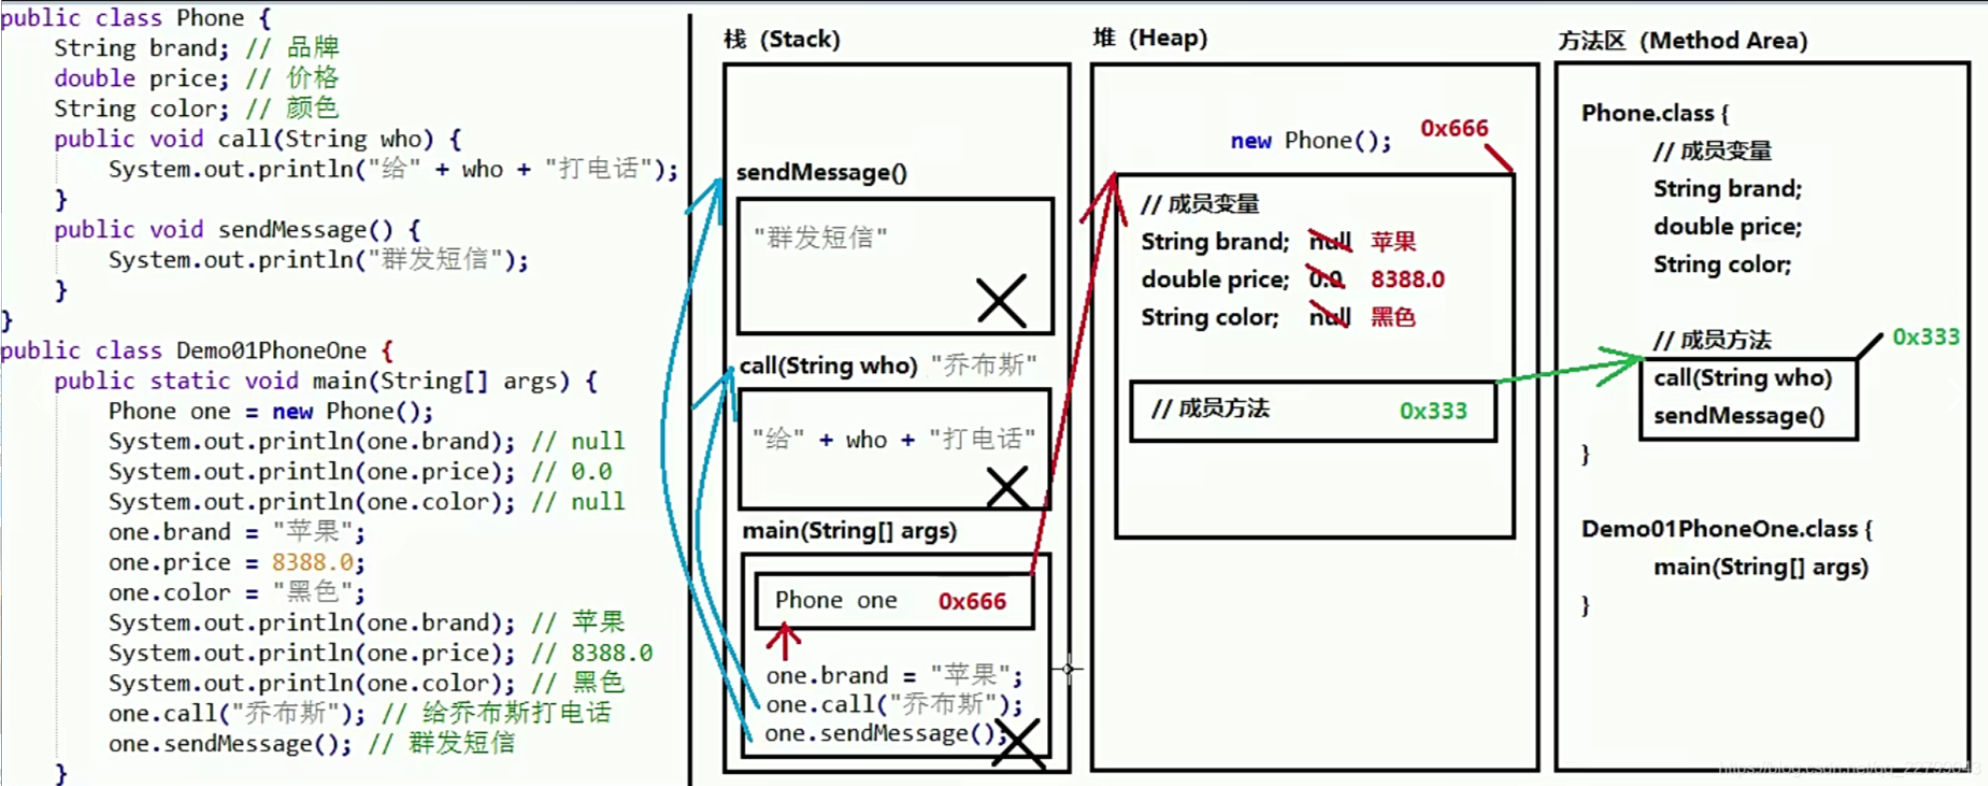 public class Phone {
String brand; // 品牌
double price; // 价格
String color; // 颜色
public void call(String who) {
System.out.println("给" + who + "打电话");
}
public void sendMessage() {
System.out.println("群发短信");
}
}
public class Demo01PhoneOne {
public static void main(String[] args) {
Phone one = new Phone();
System.out.println(one.brand); // null
System.out.println(one.price); // 0.0
System.out.println(one.color); // null
one.brand = "苹果";
one.price = 8388.0;
one.color = "黑色";
System.out.println(one.brand); // 苹果
System.out.println(one.price); // 8388.0
System.out.println(one.color); // 黑色
one.call("乔布斯"); // 给乔布斯打电话
one.sendMessage(); // 群发短信
}
栈（Stack)
sendMessage()
"群发短信"
call(String who) "乔布斯"
"给" + who + "打电话"
main(String[] args)
Phone one 0x666
one.brand = "苹果";
one.call("乔布斯");
one.sendMessage();
堆（Heap)
new Phone(); 0x666
// 成员变量
String brand; null 苹果
double price; 0.0 8388.0
String color; null 黑色
// 成员方法 0x333
方法区（Method Area)
Phone.class {
// 成员变量
String brand;
double price;
String color;
// 成员方法 0x333
call(String who)
sendMessage()
}
Demo01PhoneOne.class {
main(String[] args)
}